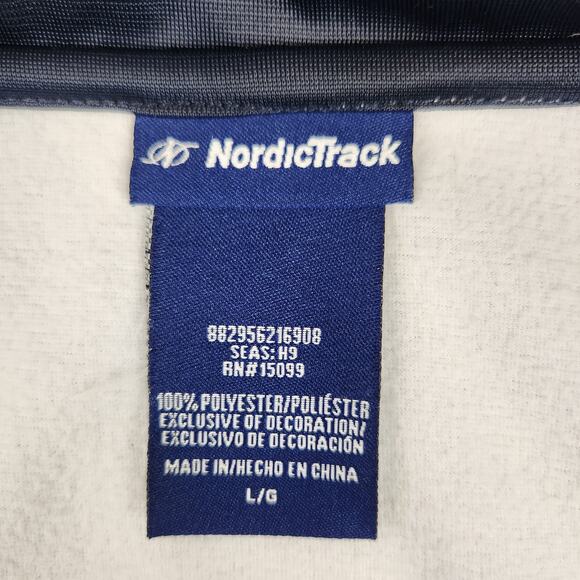 NordicTrack
882956216908
SEAS: H9
RN#15099
100% POLYESTER/POLIÉSTER
EXCLUSIVE OF DECORATION/
EXCLUSIVO DE DECORACIÓN
MADE IN/HECHO EN CHINA
L/G